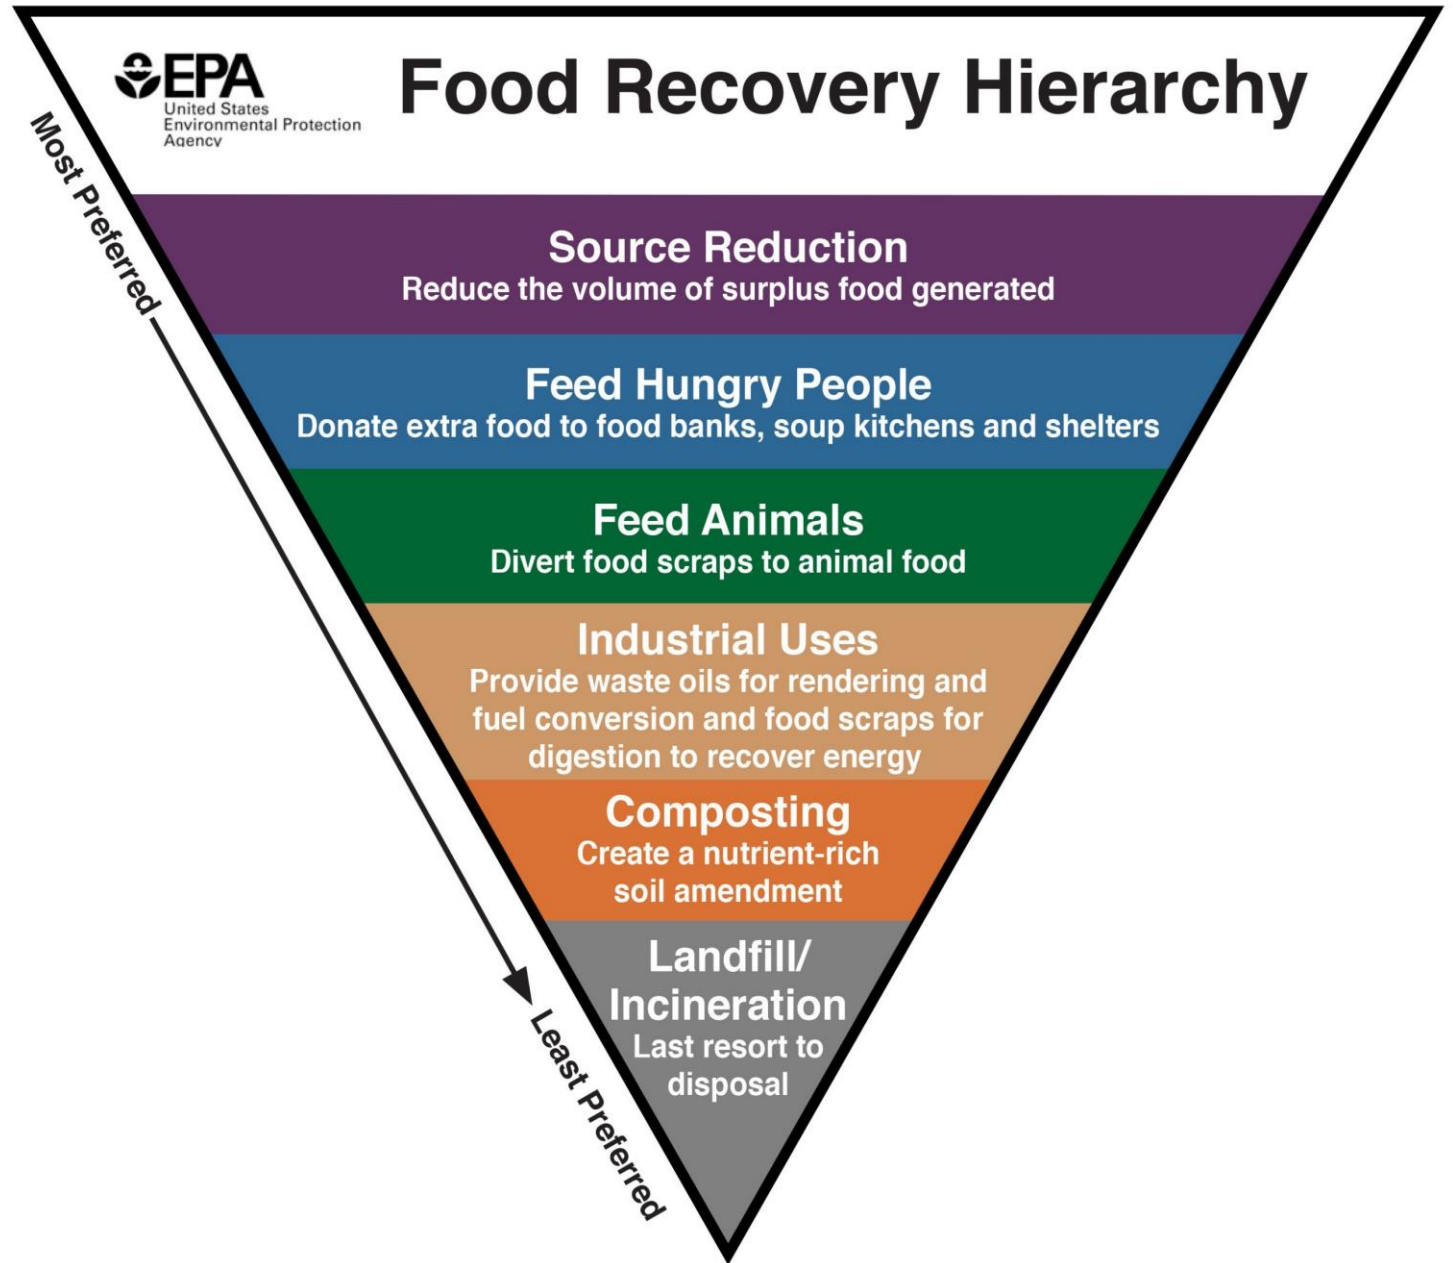 EPA
United States
Environmental Protection
Agency
Food Recovery Hierarchy
Most Preferred
Source Reduction
Reduce the volume of surplus food generated
Feed Hungry People
Donate extra food to food banks, soup kitchens and shelters
Feed Animals
Divert food scraps to animal food
Industrial Uses
Provide waste oils for rendering and
fuel conversion and food scraps for
digestion to recover energy
Composting
Create a nutrient-rich
soil amendment
Landfill/
Incineration
Last resort to
disposal
Least Preferred